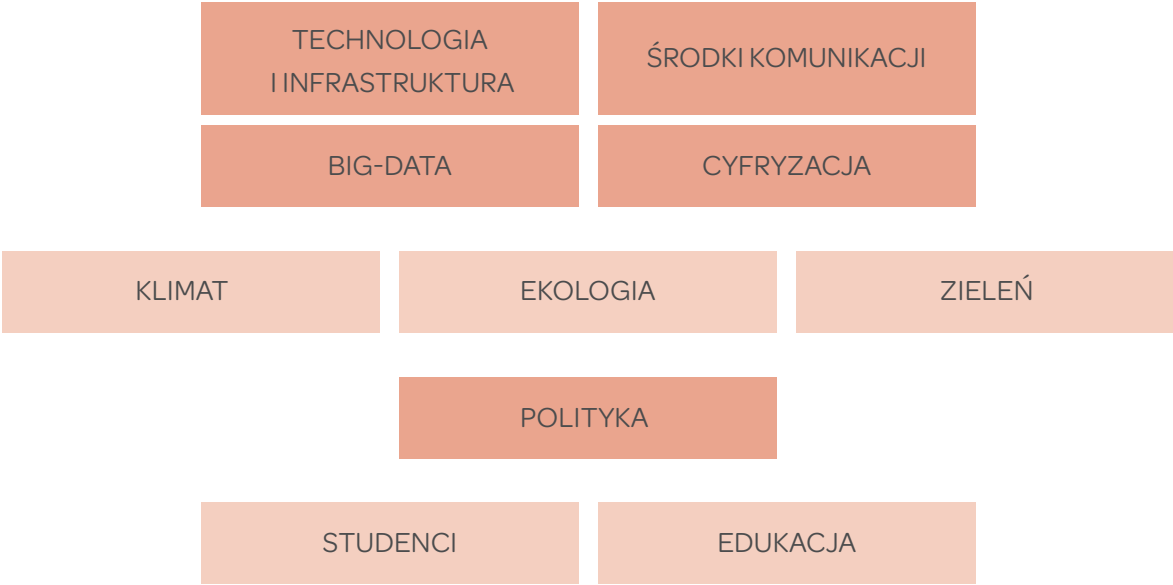 TECHNOLOGIA
I INFRASTRUKTURA
ŚRODKI KOMUNIKACJI
BIG-DATA
CYFRYZACJA
KLIMAT
EKOLOGIA
ZIELEŃ
POLITYKA
STUDENCI
EDUKACJA